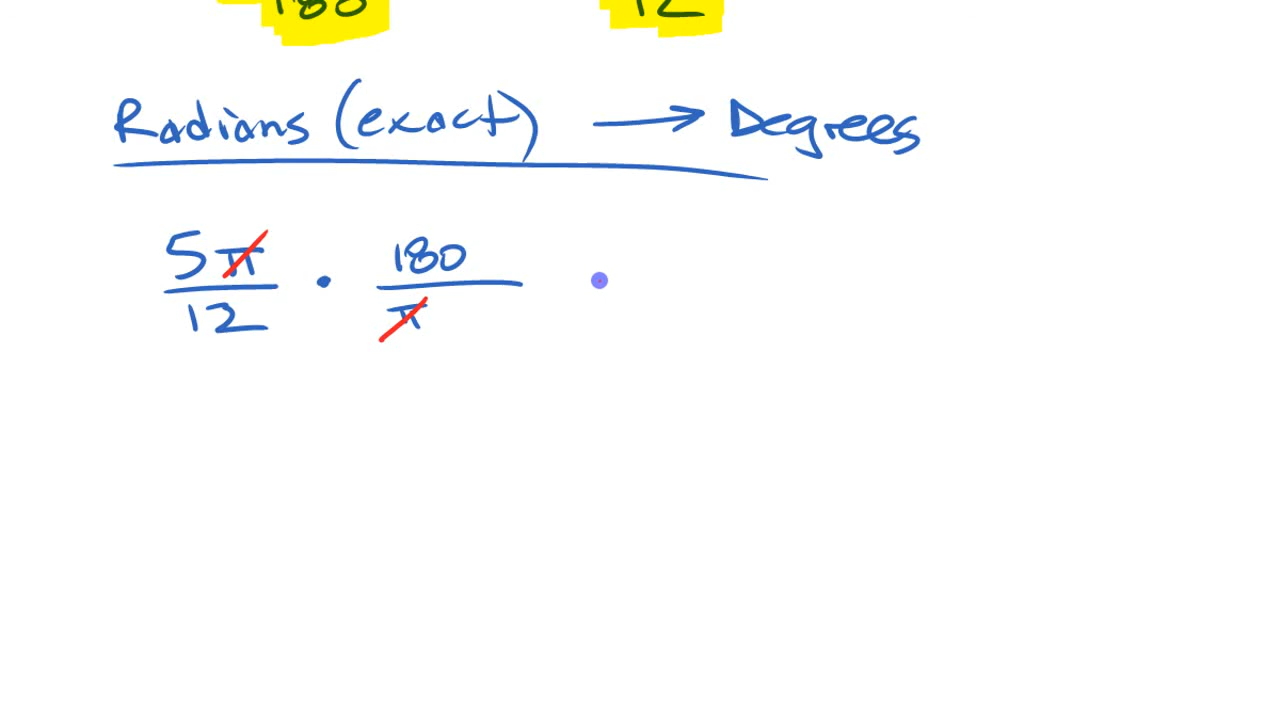 180 12
Radians (exact) → Degrees
5π/12 · 180/π